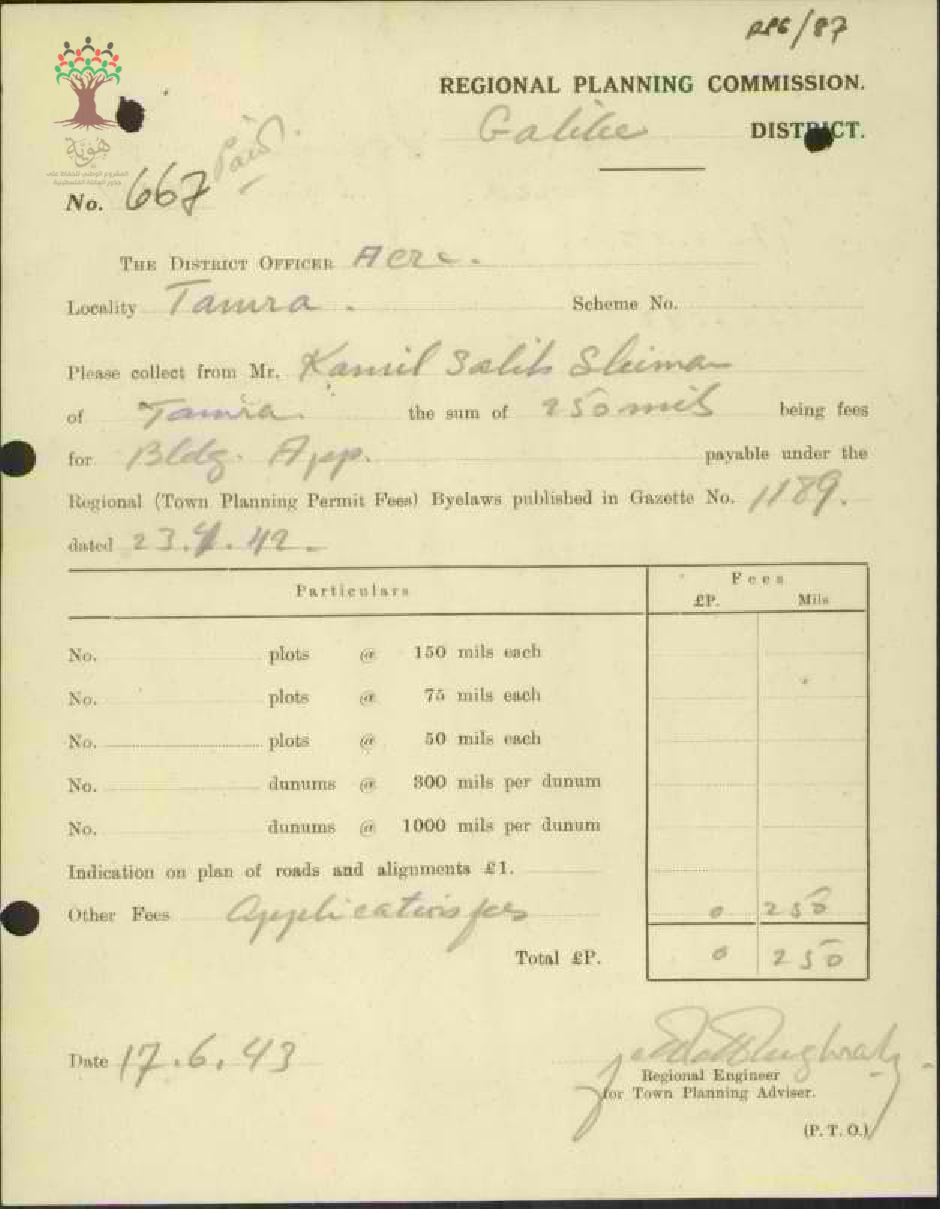 /87
REGIONAL PLANNING COMMISSION.
Galilee DISTRICT.
هوية
Paid.
No. 667
THE DISTRICT OFFICER Acre.
Locality Tamra. Scheme No.
Please collect from Mr. Kamil Salih Sleiman
of Tamra. the sum of 250 mils being fees
for Bldg. App. payable under the
Regional (Town Planning Permit Fees) Byelaws published in Gazette No. 1189.
dated 23.4.42.
Particulars Fees
£P. Mils
No. plots @ 150 mils each
No. plots @ 75 mils each
No. plots @ 50 mils each
No. dunums @ 300 mils per dunum
No. dunums @ 1000 mils per dunum
Indication on plan of roads and alignments £1.
Other Fees Application fees 0 250
Total £P. 0 250
Date 17.6.43
Regional Engineer
for Town Planning Adviser.
(P. T. O.)